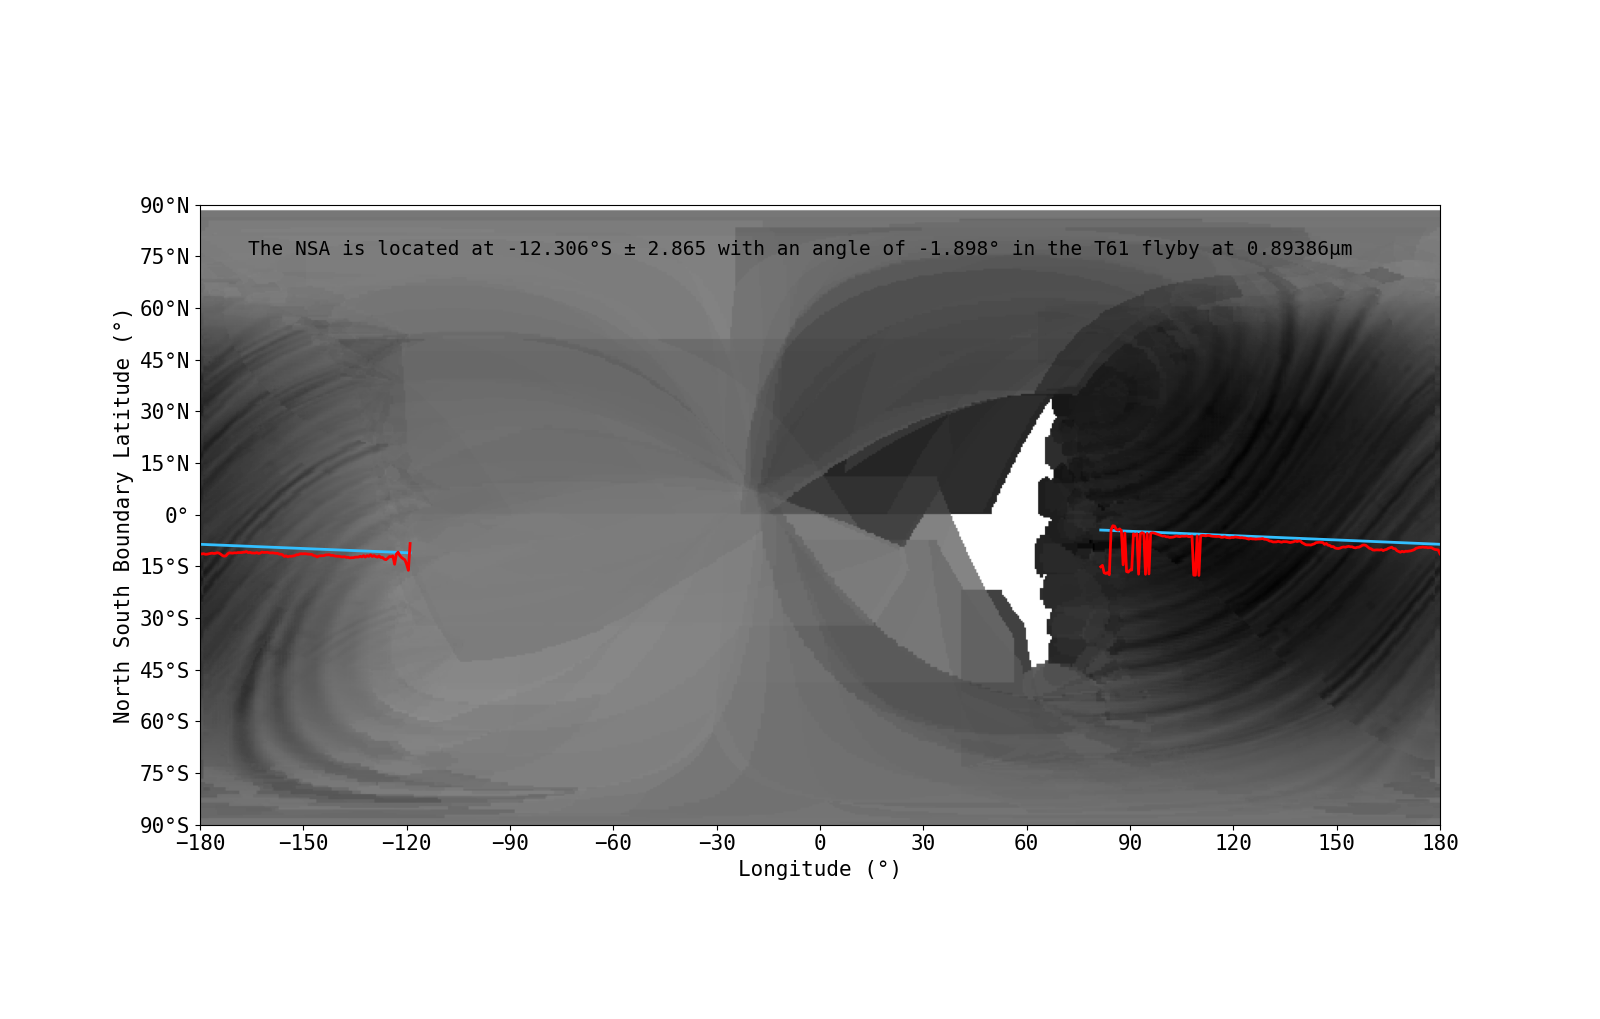 The NSA is located at -12.306°S ± 2.865 with an angle of -1.898° in the T61 flyby at 0.89386μm
North South Boundary Latitude (°)
90°N
75°N
60°N
45°N
30°N
15°N
0°
15°S
30°S
45°S
60°S
75°S
90°S
−180 −150 −120 −90 −60 −30 0 30 60 90 120 150 180
Longitude (°)